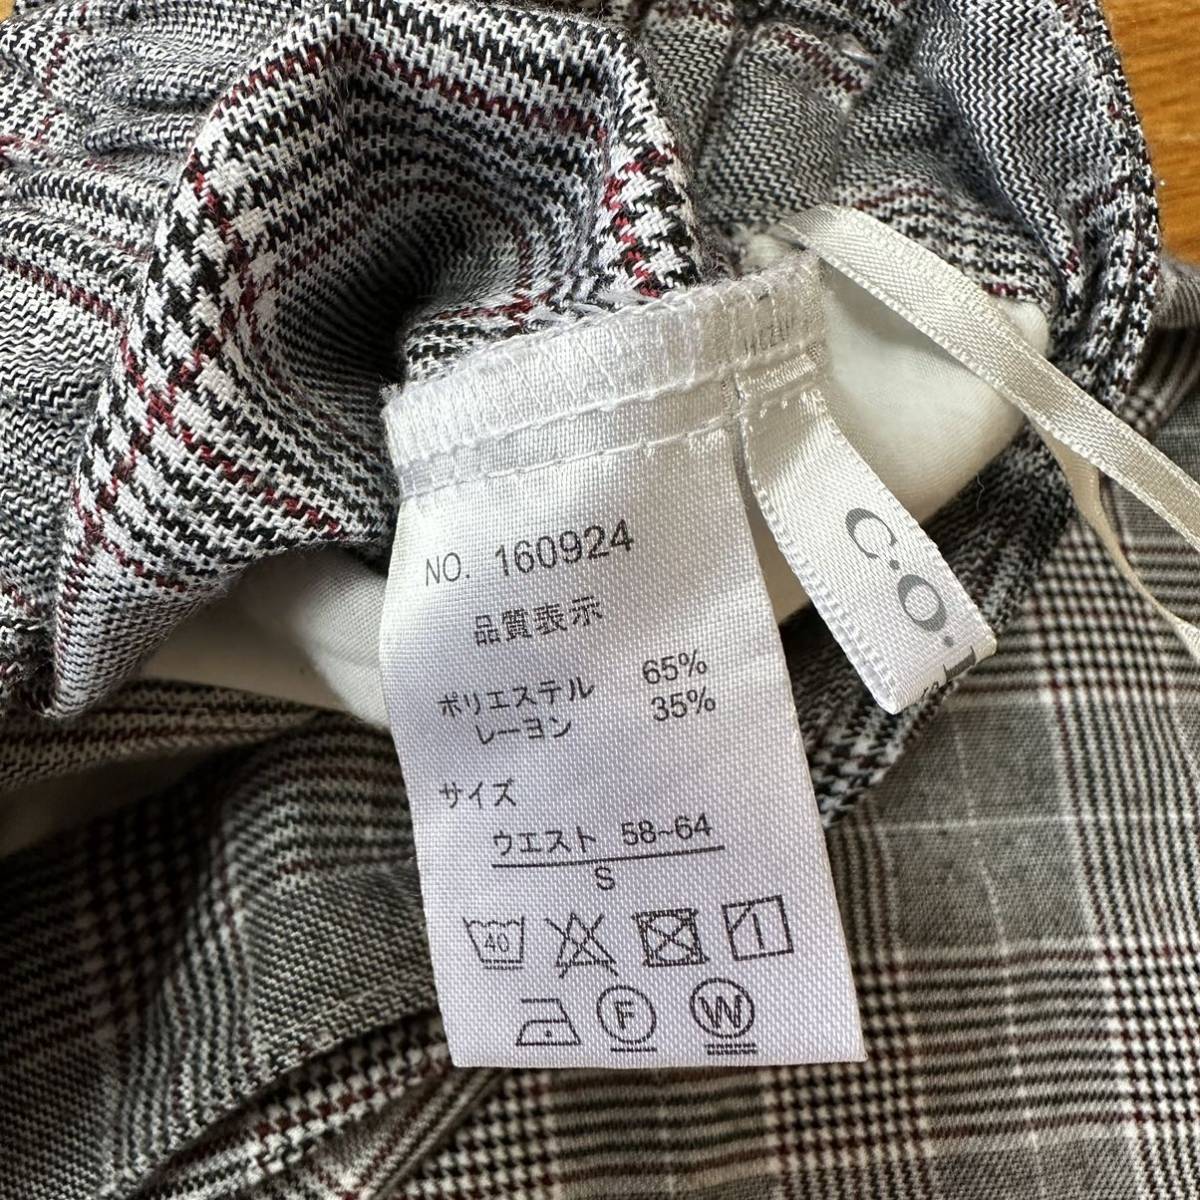 NO. 160924
品質表示
ポリエステル 65%
レーヨン 35%
サイズ
ウエスト 58~64
S
40
F
W
C.O.